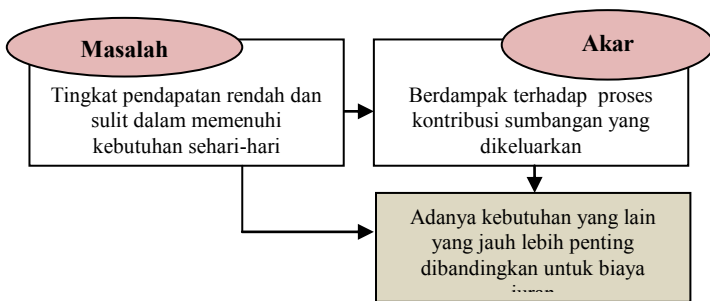 Masalah
Akar
Tingkat pendapatan rendah dan
sulit dalam memenuhi
kebutuhan sehari-hari
Berdampak terhadap proses
kontribusi sumbangan yang
dikeluarkan
Adanya kebutuhan yang lain
yang jauh lebih penting
dibandingkan untuk biaya